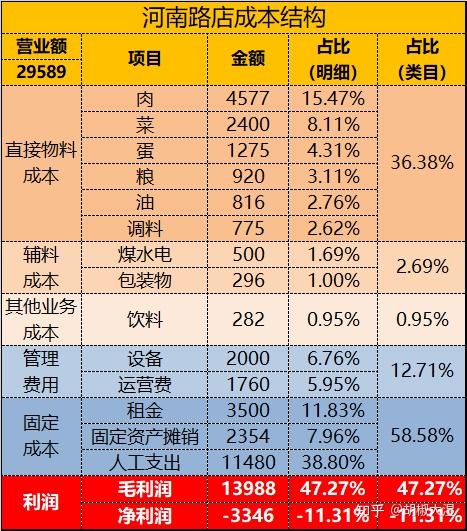 河南路店成本结构
营业额 项目 金额 占比 占比
29589 (明细) (类目)
直接物料成本 肉 4577 15.47% 36.38%
菜 2400 8.11%
蛋 1275 4.31%
粮 920 3.11%
油 816 2.76%
调料 775 2.62%
辅料成本 煤水电 500 1.69% 2.69%
包装物 296 1.00%
其他业务成本 饮料 282 0.95% 0.95%
管理费用 设备 2000 6.76% 12.71%
运营费 1760 5.95%
固定成本 租金 3500 11.83% 58.58%
固定资产摊销 2354 7.96%
人工支出 11480 38.80%
利润 毛利润 13988 47.27% 47.27%
净利润 -3346 -11.31% -11.31%